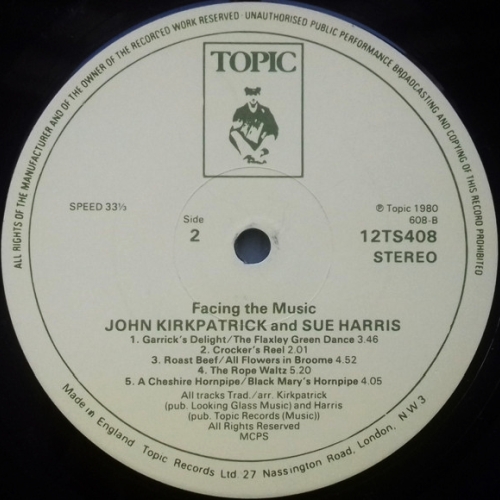 ALL RIGHTS OF THE MANUFACTURER AND OF THE OWNER OF THE RECORDED WORK RESERVED · UNAUTHORISED PUBLIC PERFORMANCE BROADCASTING AND COPYING OF THIS RECORD PROHIBITED
TOPIC
SPEED 33⅓
Side
2
℗ Topic 1980
608-B
12TS408
STEREO
Facing the Music
JOHN KIRKPATRICK and SUE HARRIS
1. Garrick's Delight/The Flaxley Green Dance 3.46
2. Crocker's Reel 2.01
3. Roast Beef/All Flowers in Broome 4.52
4. The Rope Waltz 5.20
5. A Cheshire Hornpipe/Black Mary's Hornpipe 4.05
All tracks Trad./arr. Kirkpatrick
(pub. Looking Glass Music) and Harris
(pub. Topic Records (Music))
All Rights Reserved
MCPS
Made in England Topic Records Ltd. 27 Nassington Road, London, NW3